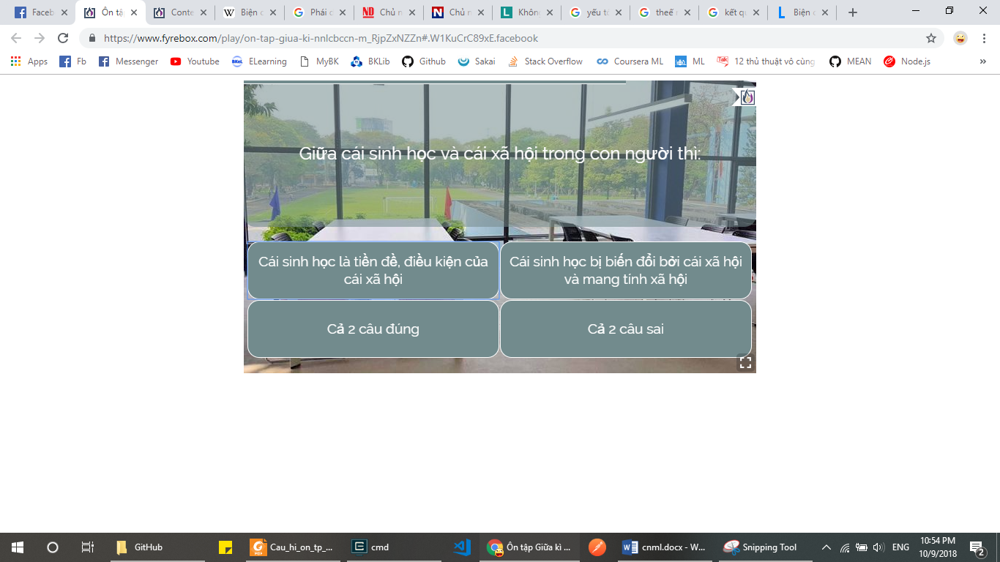 Faceb
Ôn tậ
Conte
Biện c
Phái d
ND
Chủ n
N
Chủ n
L
Không
yếu tố
theế n
kết qu
L
Biện c
https://www.fyrebox.com/play/on-tap-giua-ki-nnlcbccn-m_RjpZxNZZn#.W1KuCrC89xE.facebook
Apps
Fb
Messenger
Youtube
ELearning
MyBK
BKLib
Github
Sakai
Stack Overflow
Coursera ML
ML
12 thủ thuật vô cùng
MEAN
Node.js
»
Giữa cái sinh học và cái xã hội trong con người thì:
Cái sinh học là tiền đề, điều kiện của
cái xã hội
Cái sinh học bị biến đổi bởi cái xã hội
và mang tính xã hội
Cả 2 câu đúng
Cả 2 câu sai
GitHub
Cau_hi_on_tp_...
cmd
Ôn tập Giữa kì ...
cnml.docx - W...
Snipping Tool
ENG
10:54 PM
10/9/2018
2